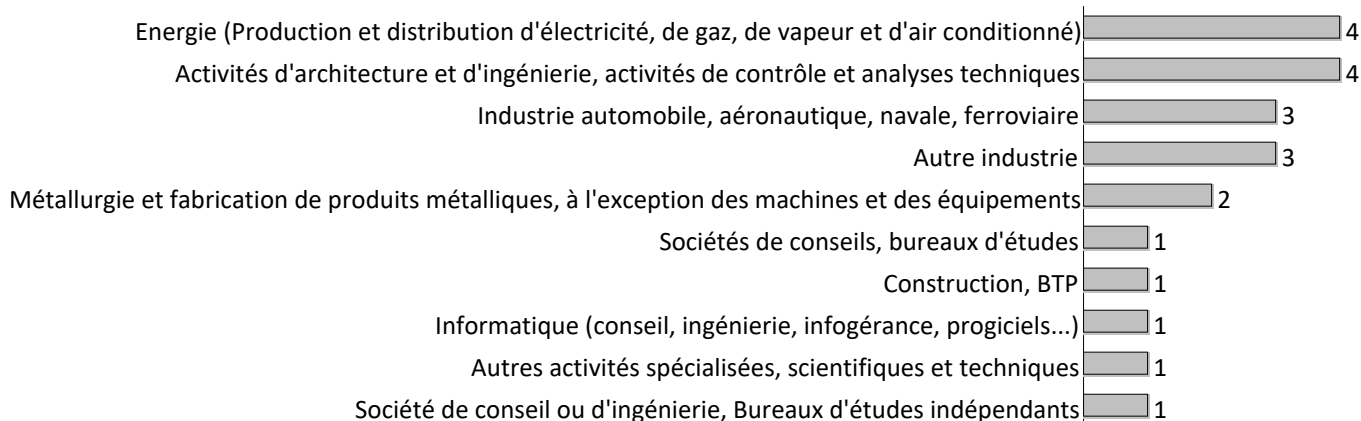 Energie (Production et distribution d'électricité, de gaz, de vapeur et d'air conditionné) 4
Activités d'architecture et d'ingénierie, activités de contrôle et analyses techniques 4
Industrie automobile, aéronautique, navale, ferroviaire 3
Autre industrie 3
Métallurgie et fabrication de produits métalliques, à l'exception des machines et des équipements 2
Sociétés de conseils, bureaux d'études 1
Construction, BTP 1
Informatique (conseil, ingénierie, infogérance, progiciels...) 1
Autres activités spécialisées, scientifiques et techniques 1
Société de conseil ou d'ingénierie, Bureaux d'études indépendants 1